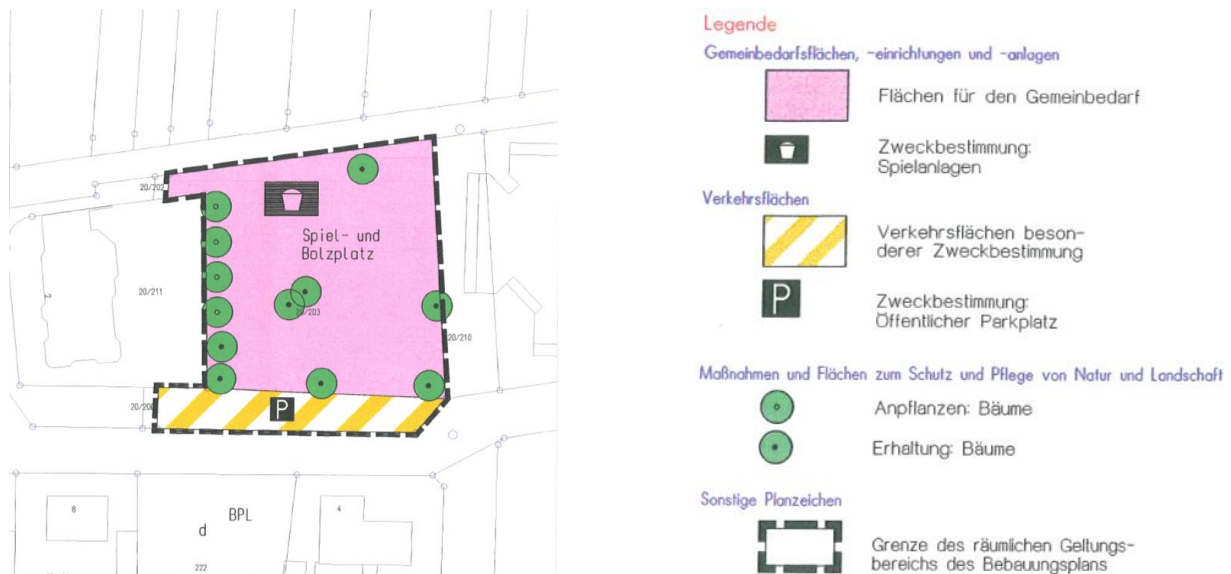 20/202
Spiel- und
Bolzplatz
2
20/211
20/203
20/210
P
8
BPL
d
4
222
Legende
Gemeinbedarfsflächen, -einrichtungen und -anlagen
Flächen für den Gemeinbedarf
Zweckbestimmung:
Spielanlagen
Verkehrsflächen
Verkehrsflächen beson-
derer Zweckbestimmung
P
Zweckbestimmung:
Öffentlicher Parkplatz
Maßnahmen und Flächen zum Schutz und Pflege von Natur und Landschaft
Anpflanzen: Bäume
Erhaltung: Bäume
Sonstige Planzeichen
Grenze des räumlichen Geltungs-
bereichs des Bebauungsplans